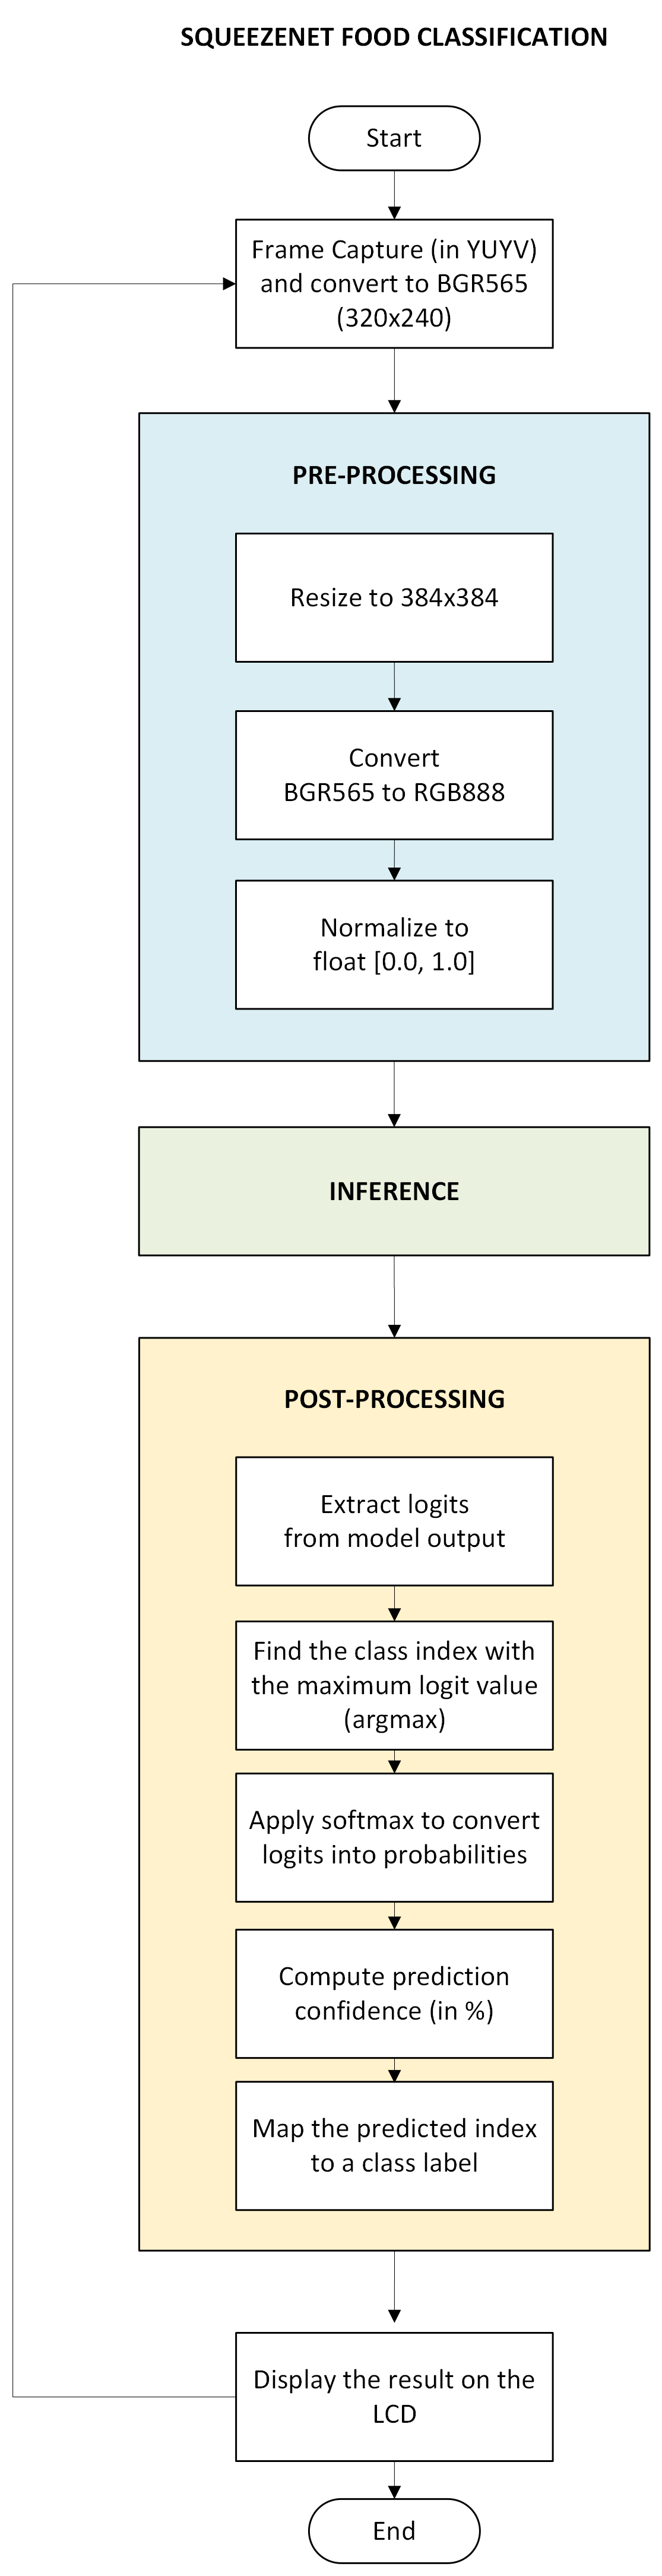 SQUEEZENET FOOD CLASSIFICATION
Start
Frame Capture (in YUYV)
and convert to BGR565
(320x240)
PRE-PROCESSING
Resize to 384x384
Convert
BGR565 to RGB888
Normalize to
float [0.0, 1.0]
INFERENCE
POST-PROCESSING
Extract logits
from model output
Find the class index with
the maximum logit value
(argmax)
Apply softmax to convert
logits into probabilities
Compute prediction
confidence (in %)
Map the predicted index
to a class label
Display the result on the
LCD
End